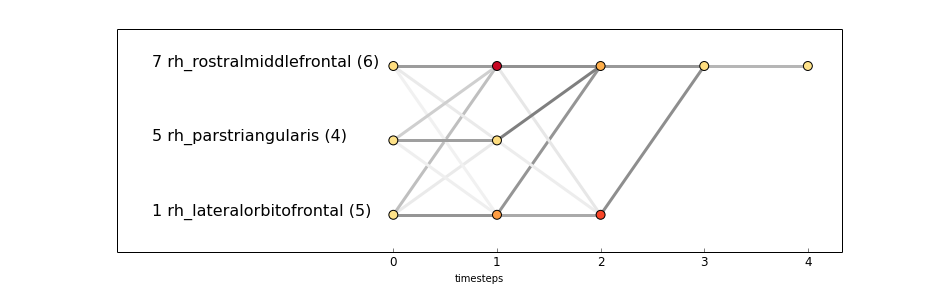 7 rh_rostralmiddlefrontal (6)
5 rh_parstriangularis (4)
1 rh_lateralorbitofrontal (5)
0 1 2 3 4
timesteps